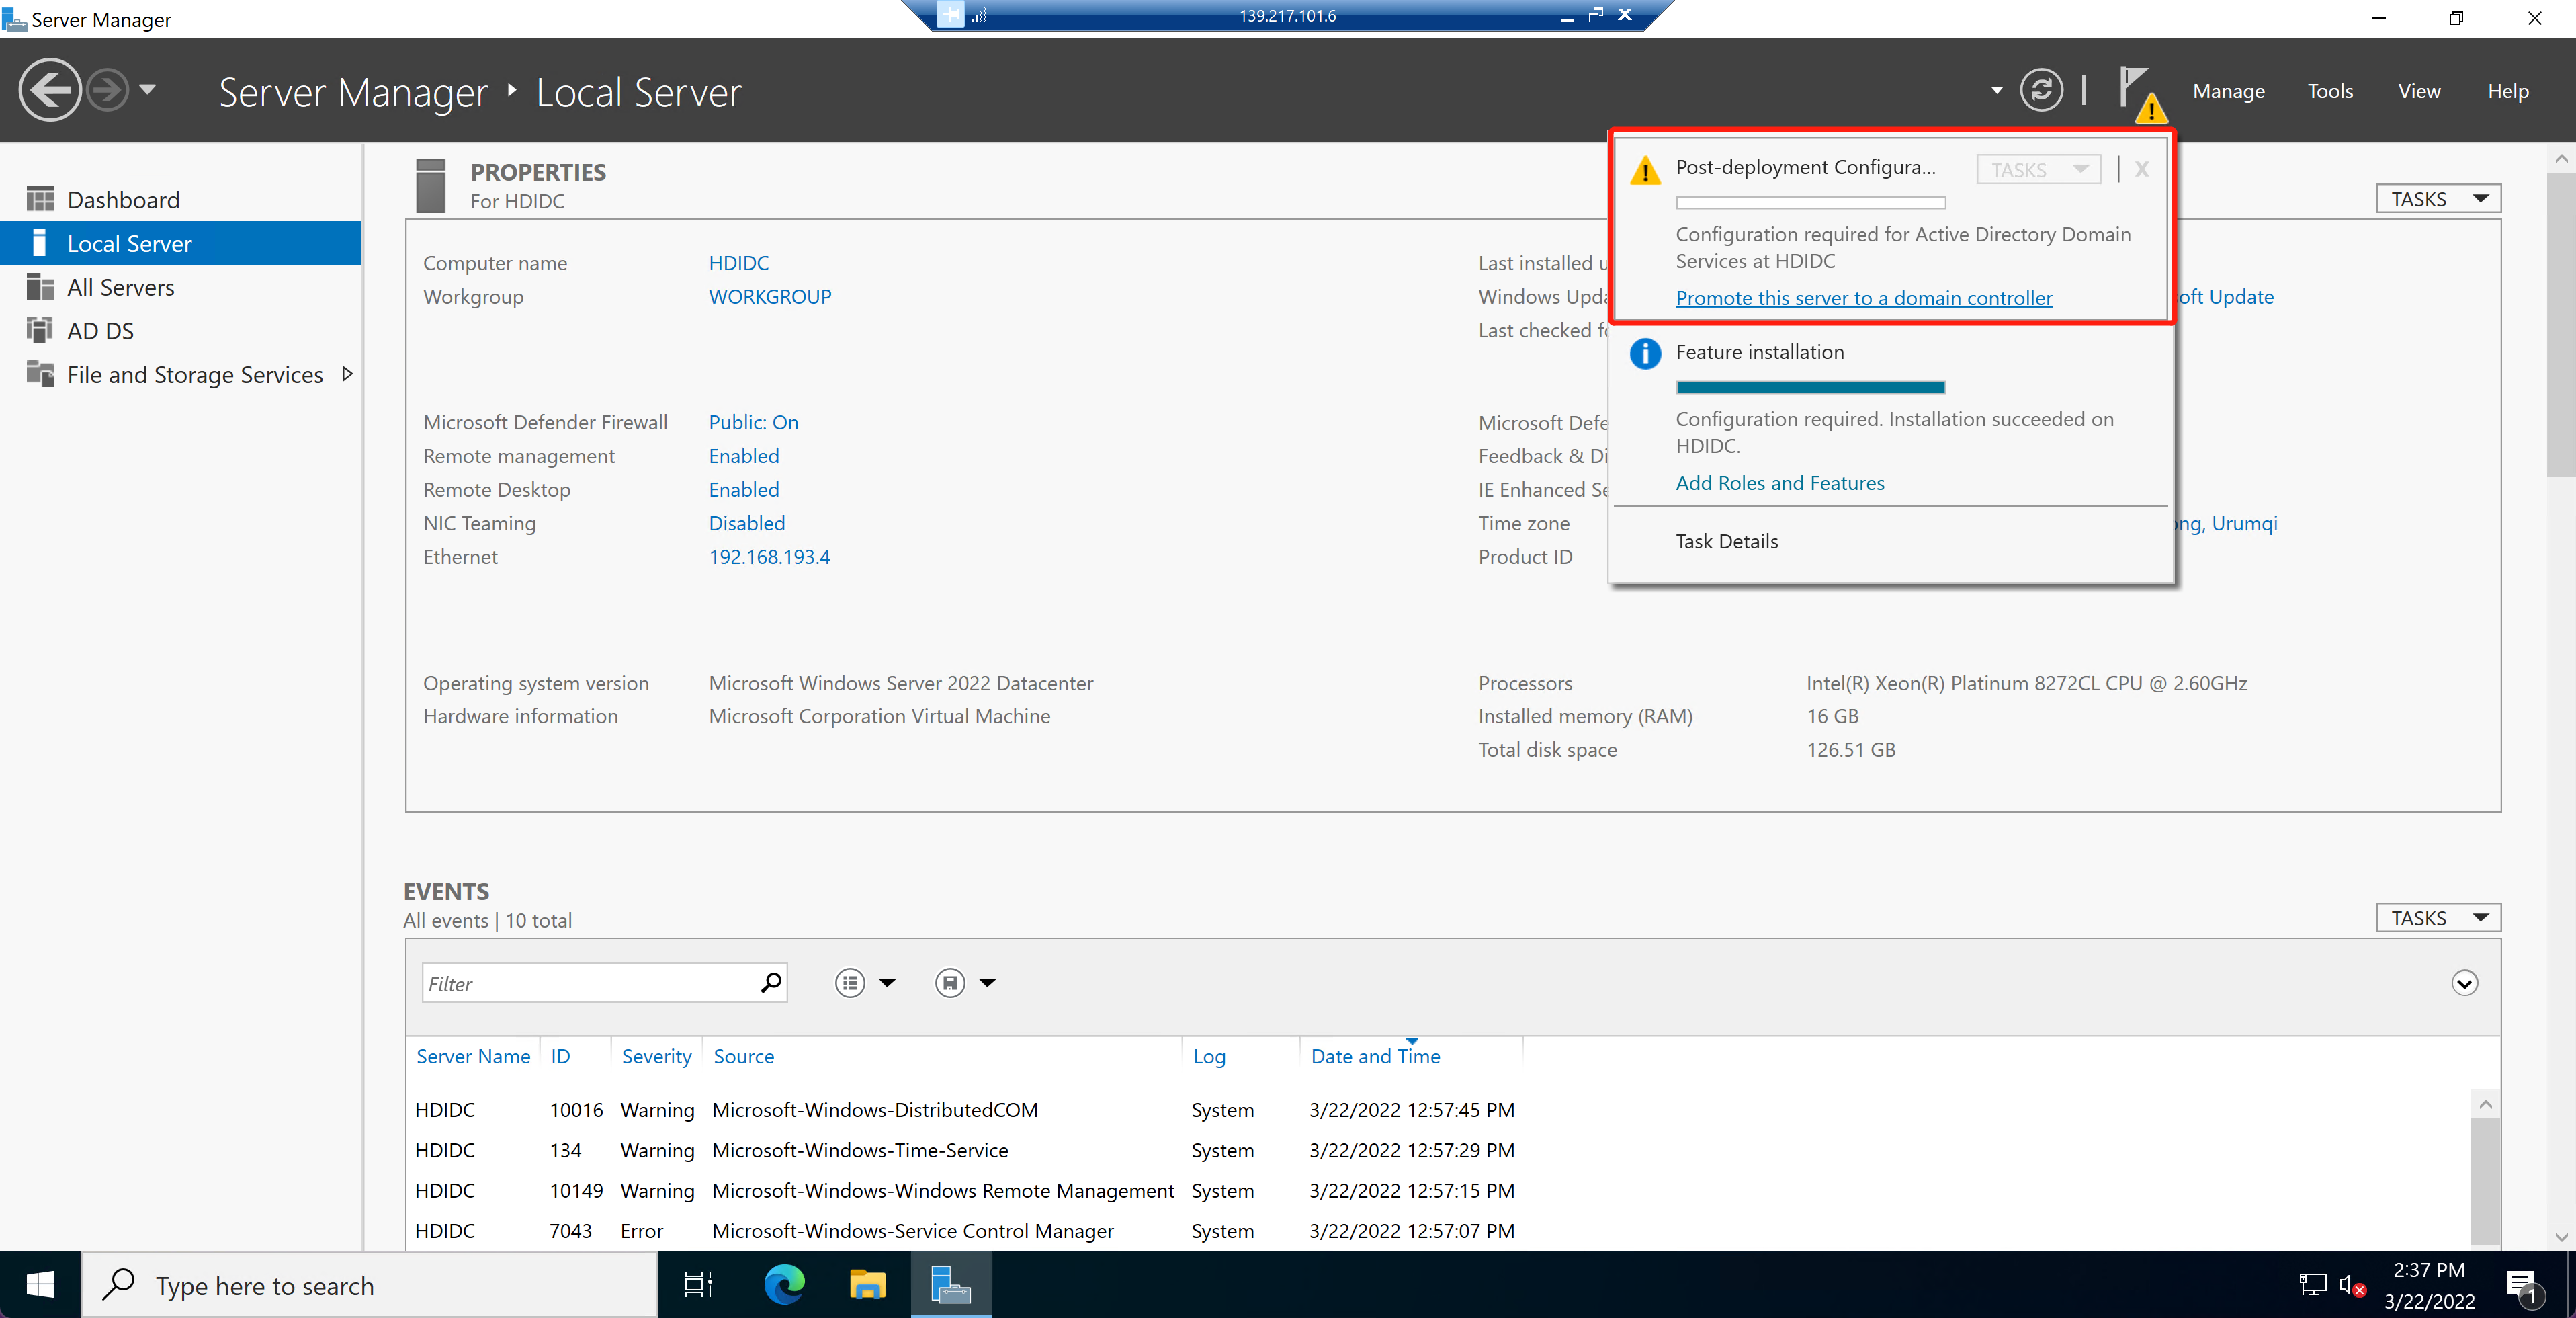 Server Manager
139.217.101.6
Server Manager ‣ Local Server
Manage Tools View Help
Dashboard
Local Server
All Servers
AD DS
File and Storage Services
PROPERTIES
For HDIDC
TASKS
Computer name HDIDC
Workgroup WORKGROUP
Microsoft Defender Firewall Public: On
Remote management Enabled
Remote Desktop Enabled
NIC Teaming Disabled
Ethernet 192.168.193.4
Operating system version Microsoft Windows Server 2022 Datacenter
Hardware information Microsoft Corporation Virtual Machine
Last installed
Windows
Update
Last checked
Microsoft
Feedback &
IE Enhanced
Time zone Urumqi
Product ID
Processors Intel(R) Xeon(R) Platinum 8272CL CPU @ 2.60GHz
Installed memory (RAM) 16 GB
Total disk space 126.51 GB
Post-deployment Configura...
TASKS X
Configuration required for Active Directory Domain
Services at HDIDC
Promote this server to a domain controller
Feature installation
Configuration required. Installation succeeded on
HDIDC.
Add Roles and Features
Task Details
EVENTS
All events | 10 total
TASKS
Filter
Server Name ID Severity Source Log Date and Time
HDIDC 10016 Warning Microsoft-Windows-DistributedCOM System 3/22/2022 12:57:45 PM
HDIDC 134 Warning Microsoft-Windows-Time-Service System 3/22/2022 12:57:29 PM
HDIDC 10149 Warning Microsoft-Windows-Windows Remote Management System 3/22/2022 12:57:15 PM
HDIDC 7043 Error Microsoft-Windows-Service Control Manager System 3/22/2022 12:57:07 PM
Type here to search
2:37 PM
3/22/2022
1